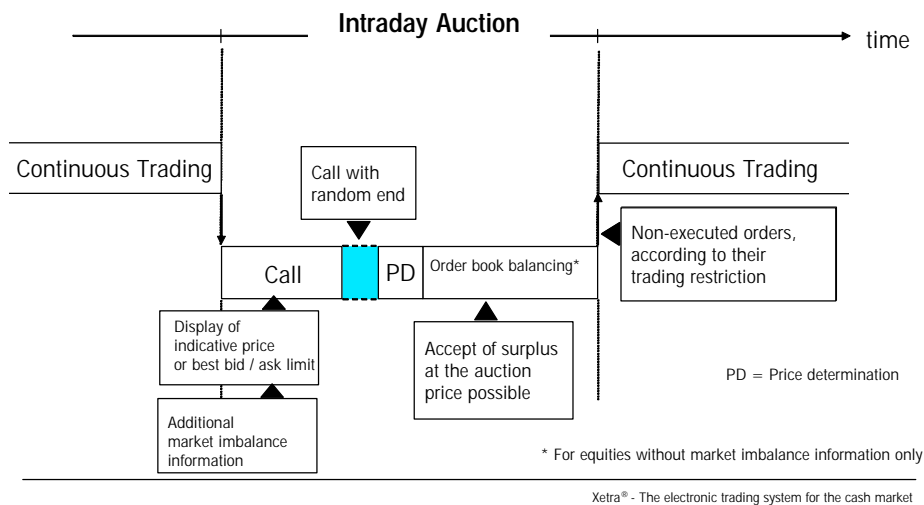 Intraday Auction
time
Continuous Trading
Call with
random end
Continuous Trading
Call
PD
Order book balancing*
Non-executed orders,
according to their
trading restriction
Display of
indicative price
or best bid / ask limit
Accept of surplus
at the auction
price possible
PD = Price determination
Additional
market imbalance
information
* For equities without market imbalance information only
Xetra® - The electronic trading system for the cash market